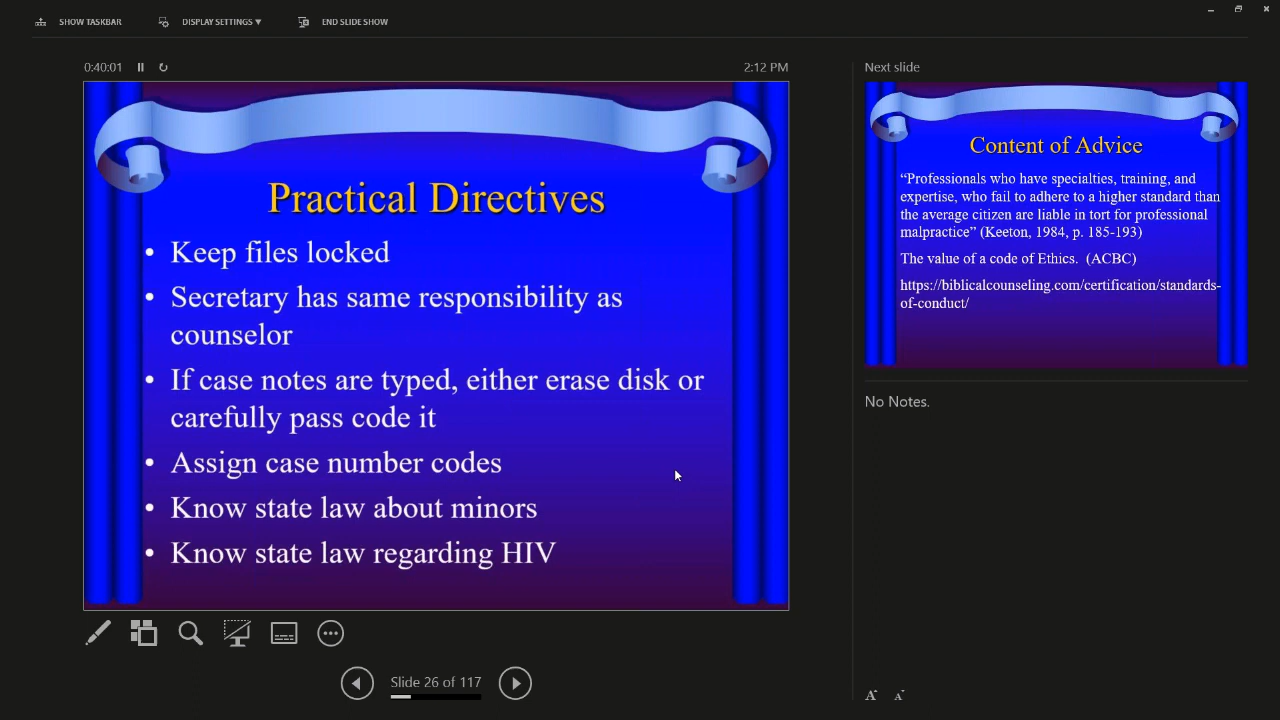 SHOW TASKBAR
DISPLAY SETTINGS ▼
END SLIDE SHOW
0:40:01
2:12 PM
Practical Directives
• Keep files locked
• Secretary has same responsibility as
counselor
• If case notes are typed, either erase disk or
carefully pass code it
• Assign case number codes
• Know state law about minors
• Know state law regarding HIV
Slide 26 of 117
Next slide
Content of Advice
“Professionals who have specialties, training, and
expertise, who fail to adhere to a higher standard than
the average citizen are liable in tort for professional
malpractice” (Keeton, 1984, p. 185-193)
The value of a code of Ethics. (ACBC)
https://biblicalcounseling.com/certification/standards-
of-conduct/
No Notes.
A A